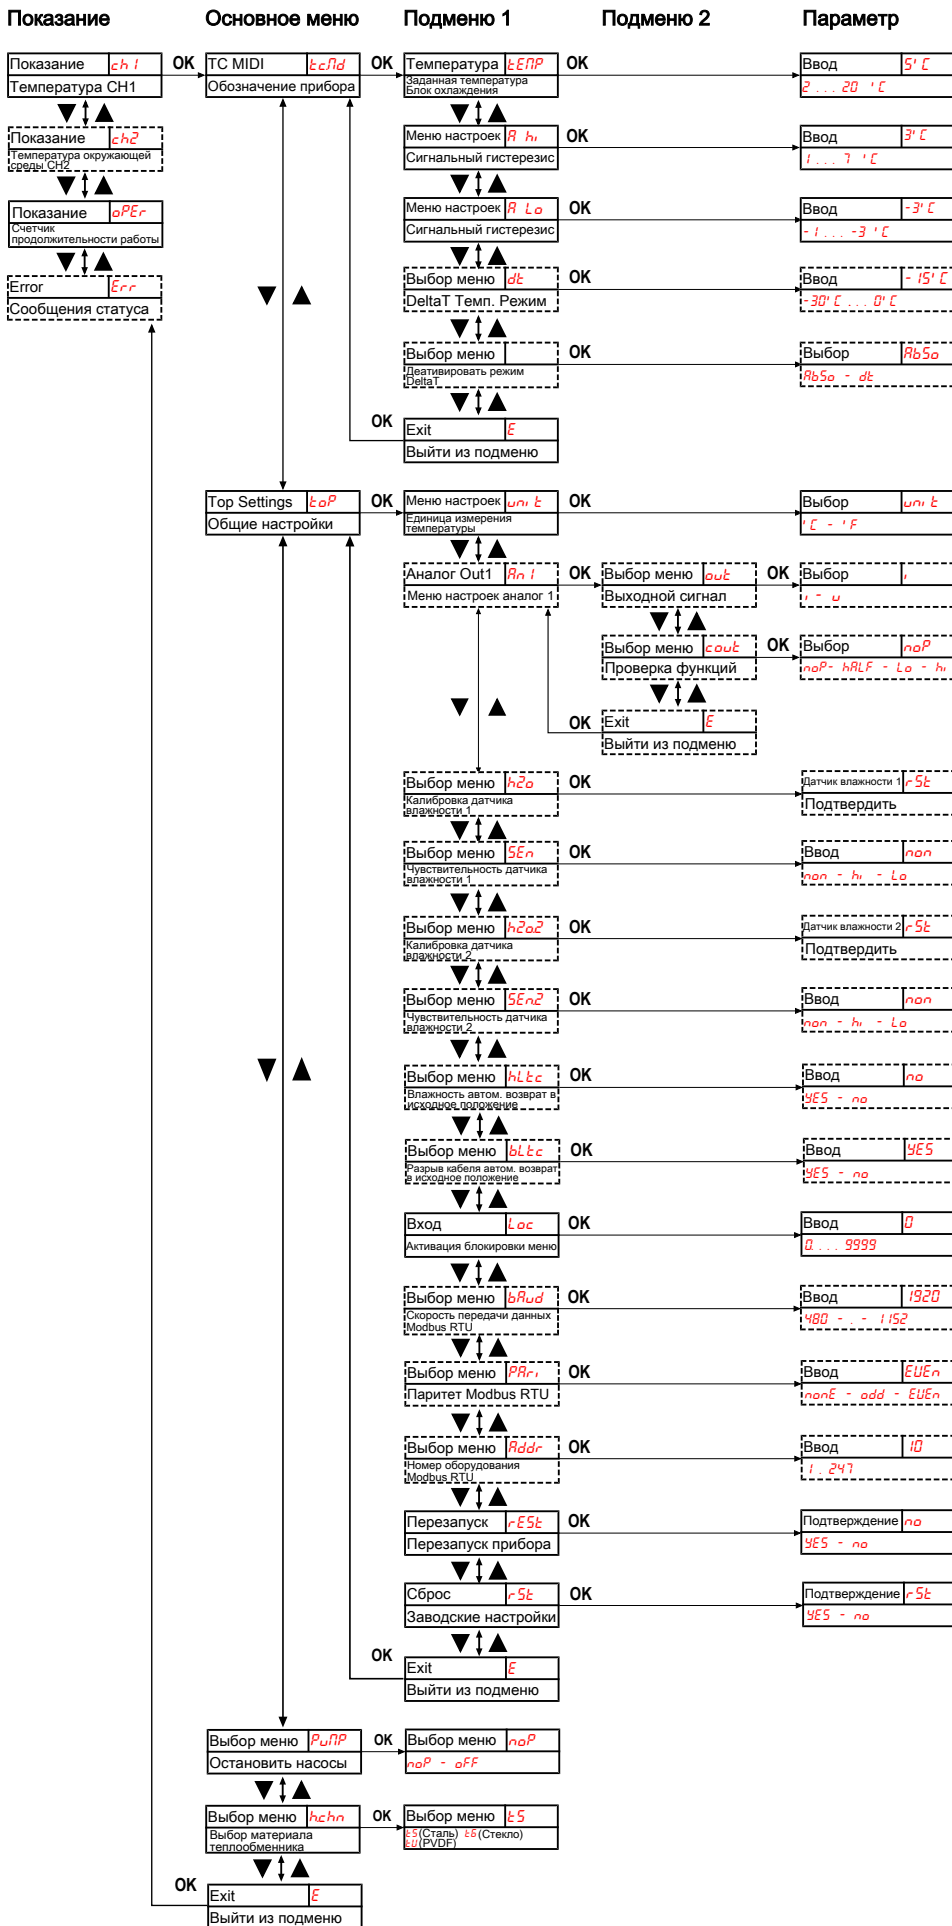 Показание Основное меню Подменю 1 Подменю 2 Параметр
Показание ch1 OK TC MIDI tcMd OK Температура tEMP OK Ввод 5°C
Температура CH1 Обозначение прибора Заданная температура Блок охлаждения 2 ... 20 °C
Показание ch2 Меню настроек A hi OK Ввод 3°C
Температура окружающей среды CH2 Сигнальный гистерезис 1 ... 7 °C
Показание oPEr Меню настроек A Lo OK Ввод -3°C
Счетчик продолжительности работы Сигнальный гистерезис -1 ... -3 °C
Error Err Выбор меню dt OK Ввод -15°C
Сообщения статуса DeltaT Темп. Режим -30°C ... 0°C
Выбор меню OK Выбор AbSo
Деативировать режим DeltaT AbSo - dt
OK Exit E
Выйти из подменю
Top Settings toP OK Меню настроек unit OK Выбор unit
Общие настройки Единица измерения температуры °C - °F
Аналог Out1 An1 OK Выбор меню out OK Выбор i
Меню настроек аналог 1 Выходной сигнал i - u
Выбор меню cout OK Выбор noP
Проверка функций noP- hALF - Lo - hi
OK Exit E
Выйти из подменю
Выбор меню h2o OK Датчик влажности 1 rSt
Калибровка датчика влажности 1 Подтвердить
Выбор меню SEn OK Ввод non
Чувствительность датчика влажности 1 non - hi - Lo
Выбор меню h2o.2 OK Датчик влажности 2 rSt
Калибровка датчика влажности 2 Подтвердить
Выбор меню SEn.2 OK Ввод non
Чувствительность датчика влажности 2 non - hi - Lo
Выбор меню hLtc OK Ввод no
Влажность автом. возврат в исходное положение YES - no
Выбор меню bLtc OK Ввод YES
Разрыв кабеля автом. возврат в исходное положение YES - no
Вход Loc OK Ввод 0
Активация блокировки меню 0. ... 9999
Выбор меню bAud OK Ввод 1920
Скорость передачи данных Modbus RTU 480 - . - 1152
Выбор меню PAri OK Ввод EUEn
Паритет Modbus RTU nonE - odd - EUEn
Выбор меню Addr OK Ввод 10
Номер оборудования Modbus RTU 1 . 247
Перезапуск rESt OK Подтверждение no
Перезапуск прибора YES - no
Сброс rSt OK Подтверждение rSt
Заводские настройки YES - no
OK Exit E
Выйти из подменю
Выбор меню PuMP OK Выбор меню noP
Остановить насосы noP - oFF
Выбор меню h.chn OK Выбор меню tS
Выбор материала теплообменника tS(Сталь) tG(Стекло) tU(PVDF)
OK Exit E
Выйти из подменю